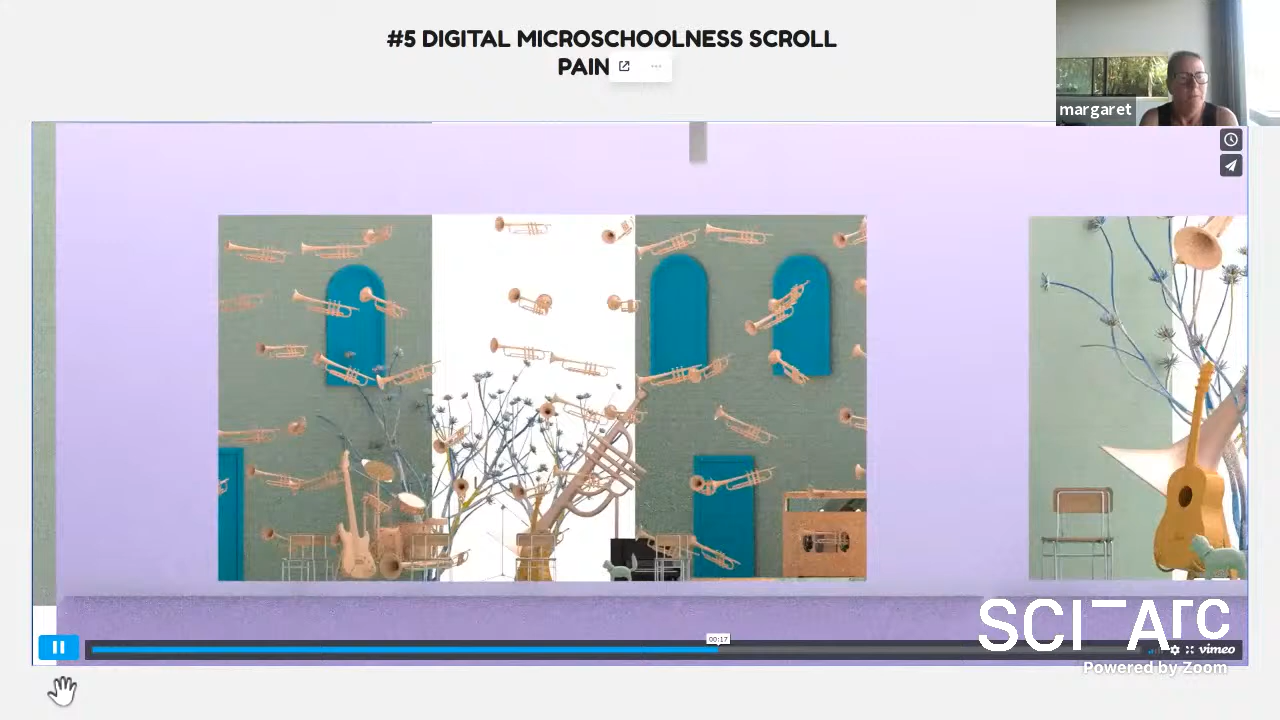 #5 DIGITAL MICROSCHOOLNESS SCROLL
PAIN
margaret
00:17
SCI-Arc
vimeo
Powered by Zoom